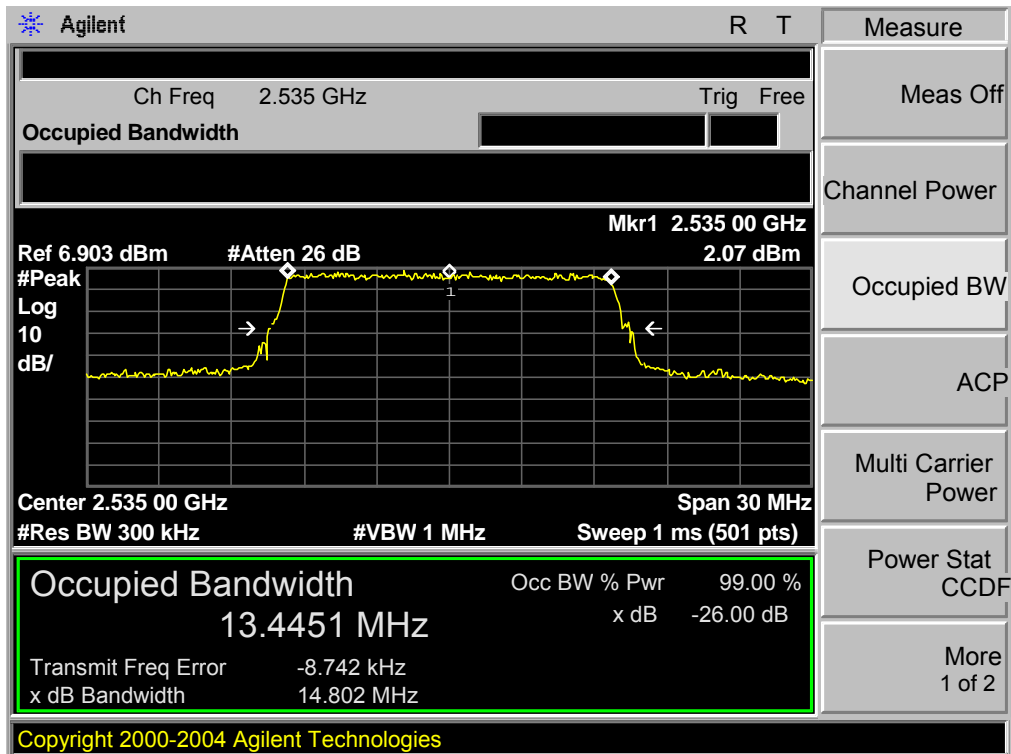 Agilent R T Measure
Ch Freq 2.535 GHz Trig Free
Occupied Bandwidth
Meas Off
Channel Power
Occupied BW
ACP
Multi Carrier
Power
Power Stat
CCDF
More
1 of 2
Mkr1 2.535 00 GHz
Ref 6.903 dBm #Atten 26 dB 2.07 dBm
#Peak
Log
10
dB/
1
Center 2.535 00 GHz Span 30 MHz
#Res BW 300 kHz #VBW 1 MHz Sweep 1 ms (501 pts)
Occupied Bandwidth Occ BW % Pwr 99.00 %
13.4451 MHz x dB -26.00 dB
Transmit Freq Error -8.742 kHz
x dB Bandwidth 14.802 MHz
Copyright 2000-2004 Agilent Technologies